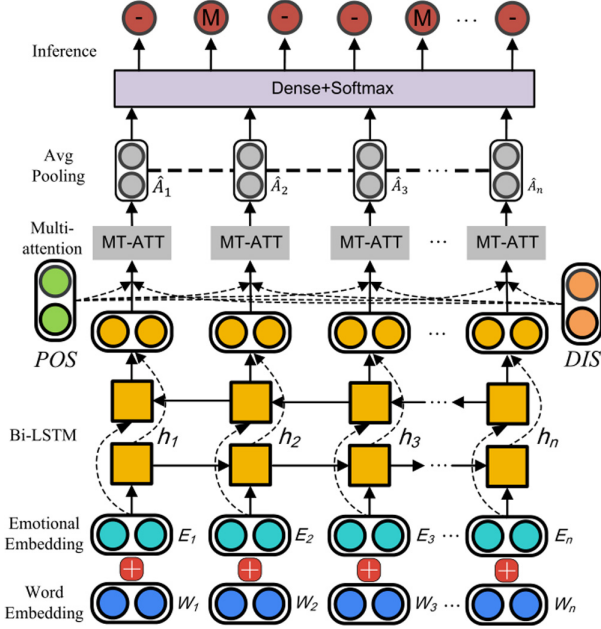 - M - - M ··· -
Inference
Dense+Softmax
Avg
Pooling
Â₁ Â₂ Â₃ ··· Âₙ
Multi-
attention
MT-ATT MT-ATT MT-ATT ··· MT-ATT
POS ··· DIS
···
Bi-LSTM
h₁ h₂ h₃ hₙ
···
Emotional
Embedding
E₁ E₂ E₃ ··· Eₙ
+ + + +
Word
Embedding
W₁ W₂ W₃ ··· Wₙ